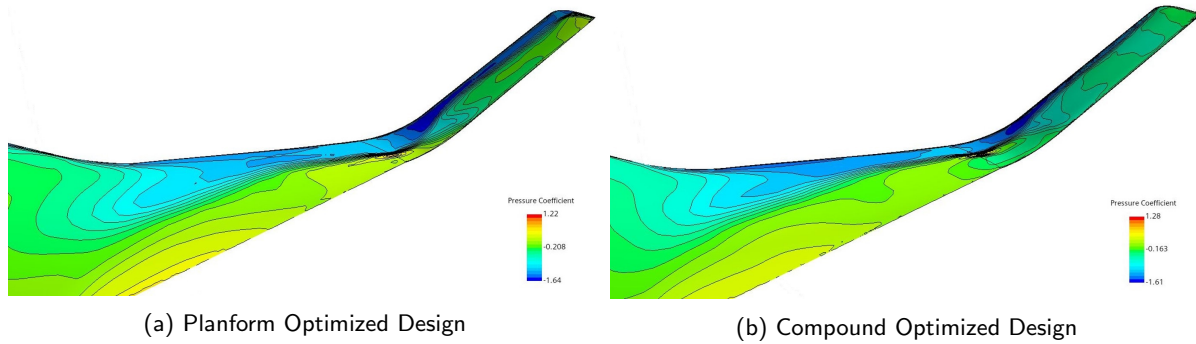 Pressure Coefficient
1.22
-0.208
-1.64
Pressure Coefficient
1.28
-0.163
-1.61
(a) Planform Optimized Design
(b) Compound Optimized Design